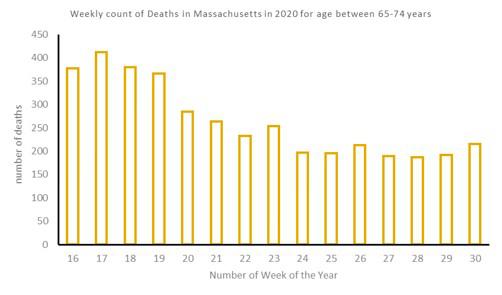 Weekly count of Deaths in Massachusetts in 2020 for age between 65-74 years
450
400
350
300
250
200
150
100
50
0
number of deaths
16 17 18 19 20 21 22 23 24 25 26 27 28 29 30
Number of Week of the Year